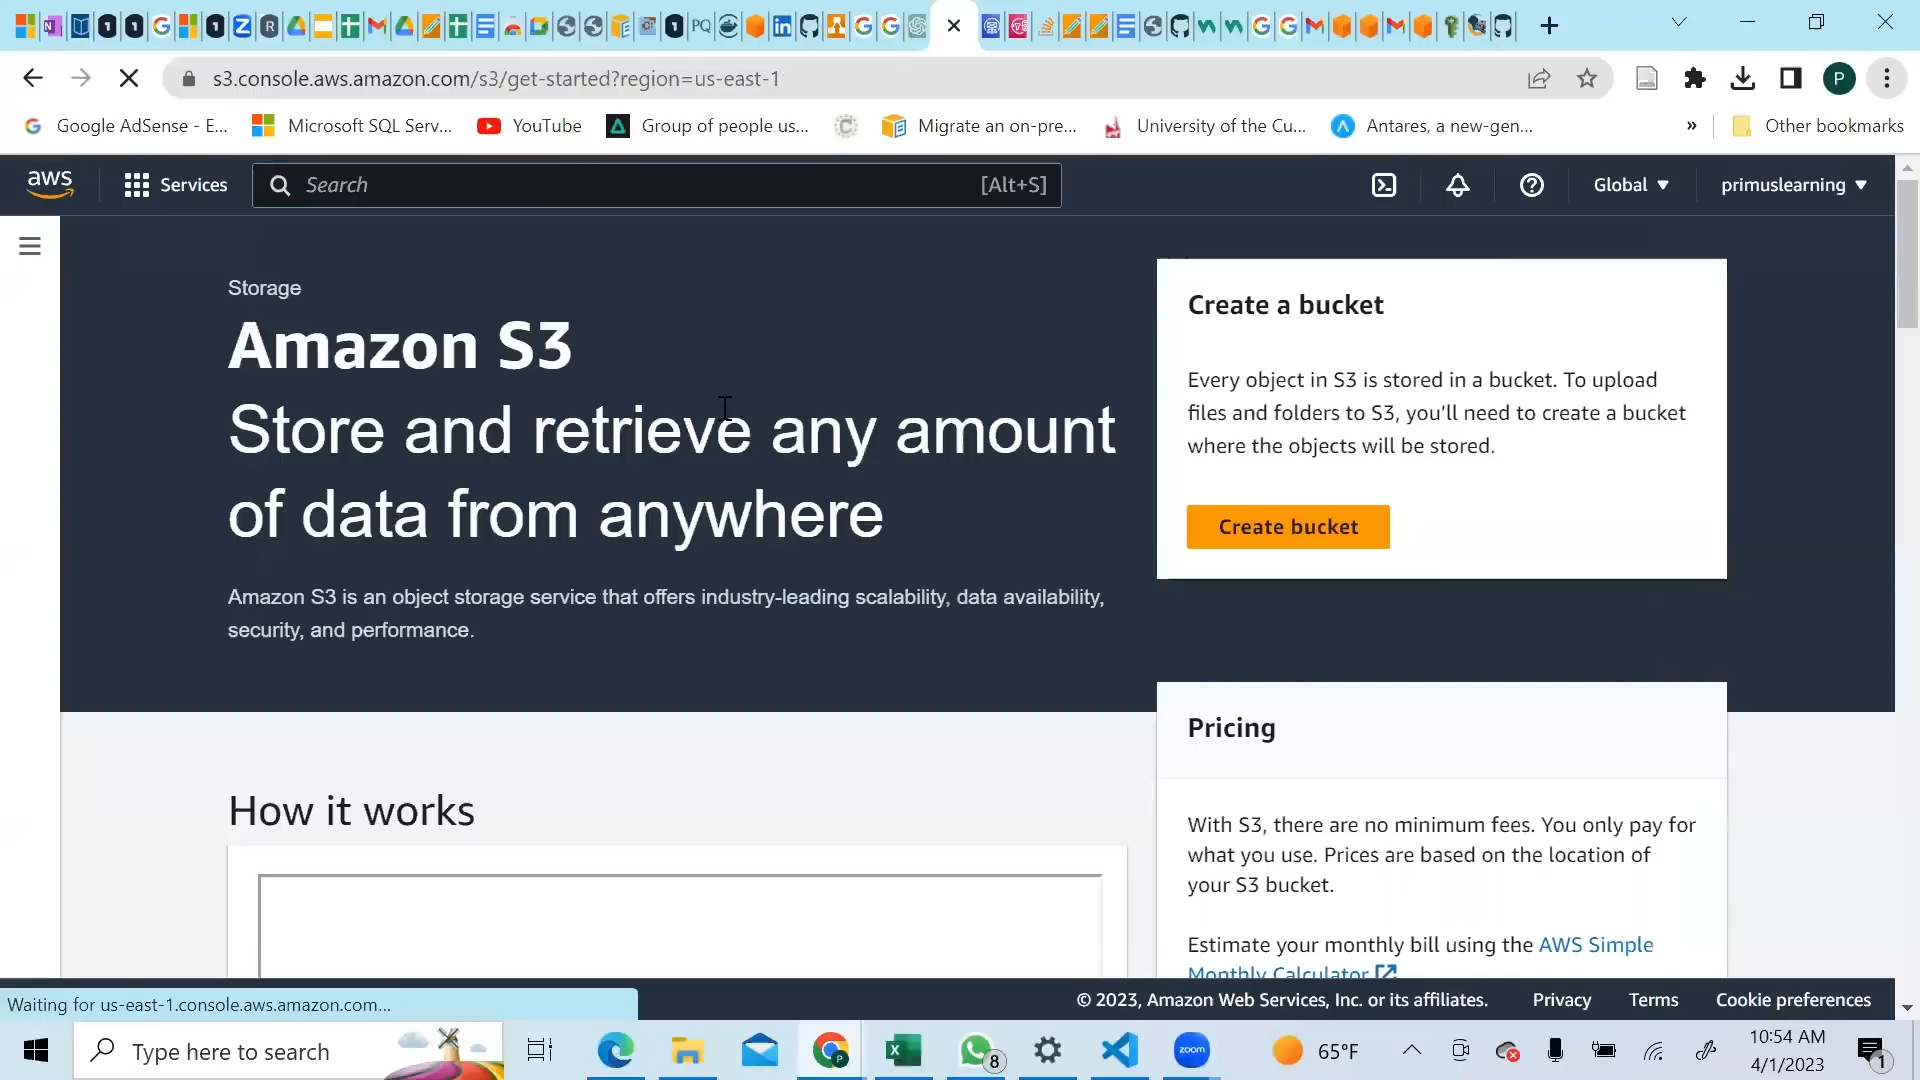 s3.console.aws.amazon.com/s3/get-started?region=us-east-1
P
Google AdSense - E...
Microsoft SQL Serv...
YouTube
Group of people us...
Migrate an on-pre...
University of the Cu...
Antares, a new-gen...
»
Other bookmarks
aws
Services
Search
[Alt+S]
Global
primuslearning
Storage
Amazon S3
Store and retrieve any amount
of data from anywhere
Amazon S3 is an object storage service that offers industry-leading scalability, data availability,
security, and performance.
Create a bucket
Every object in S3 is stored in a bucket. To upload
files and folders to S3, you'll need to create a bucket
where the objects will be stored.
Create bucket
Pricing
With S3, there are no minimum fees. You only pay for
what you use. Prices are based on the location of
your S3 bucket.
Estimate your monthly bill using the AWS Simple
Monthly Calculator
How it works
Waiting for us-east-1.console.aws.amazon.com...
© 2023, Amazon Web Services, Inc. or its affiliates.
Privacy
Terms
Cookie preferences
Type here to search
8
zoom
65°F
10:54 AM
4/1/2023
1